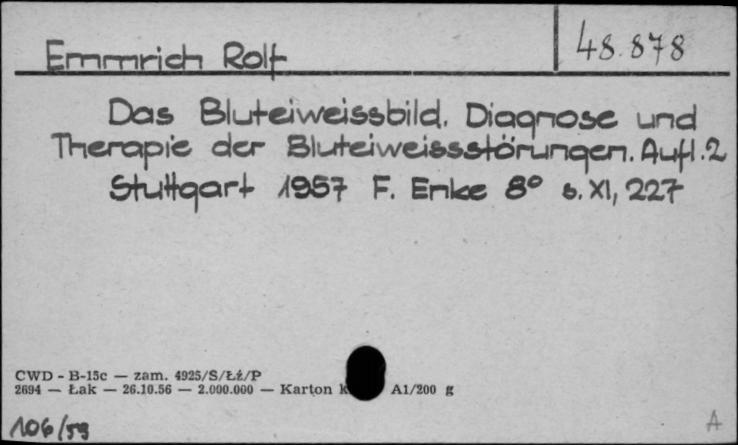 Emmrich Rolf
48.878
Das Bluteiweissbild. Diagnose und
Therapie der Bluteiweissstörungen. Aufl. 2
Stuttgart 1957 F. Enke 8° s. XI, 227
CWD - B-15c — zam. 4925/S/Łź/P
2694 — Łak — 26.10.56 — 2.000.000 — Karton A1/200 g
106/59
A